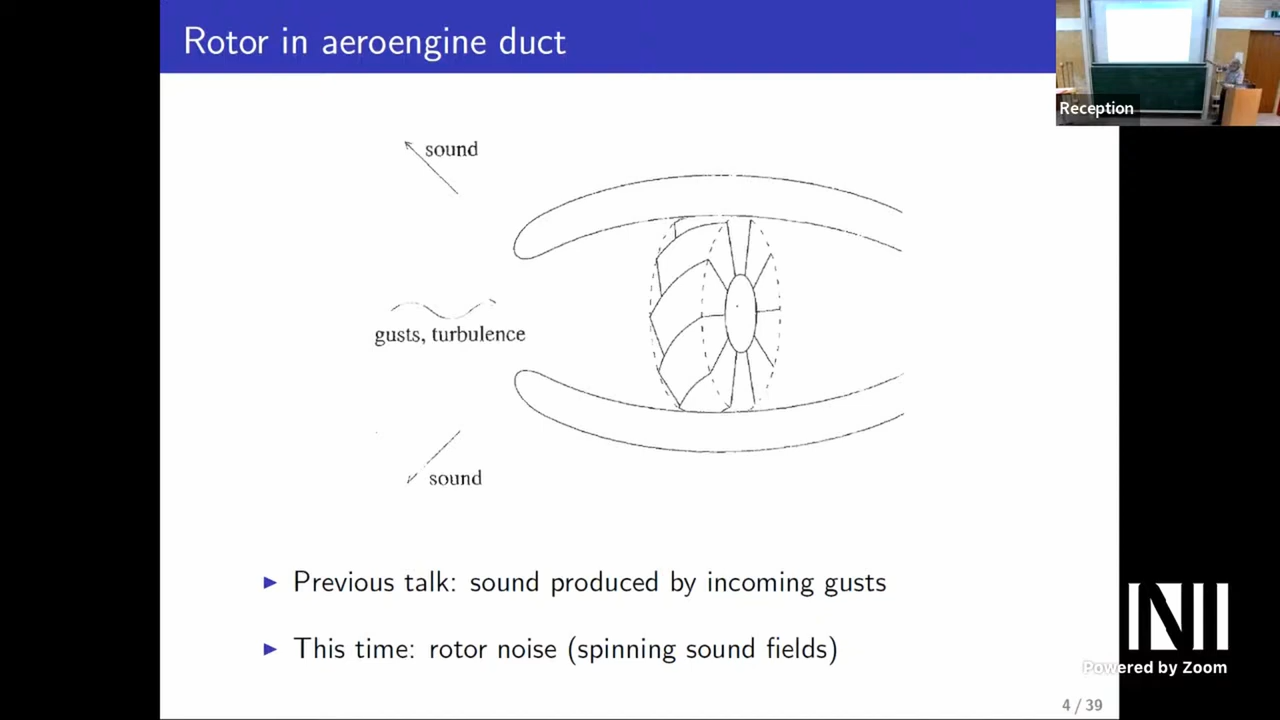 Rotor in aeroengine duct
Reception
sound
gusts, turbulence
sound
► Previous talk: sound produced by incoming gusts
► This time: rotor noise (spinning sound fields)
Powered by Zoom
4 / 39